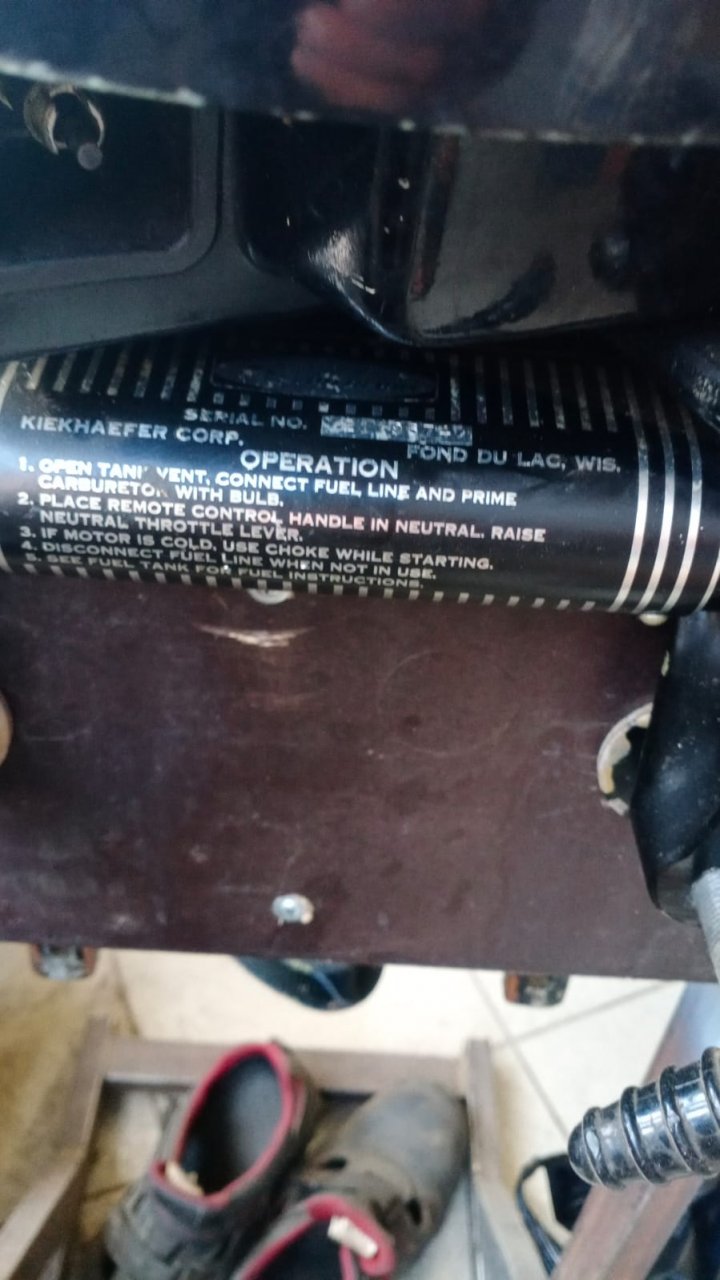 SERIAL NO.
KIEKHAEFER CORP.
FOND DU LAC, WIS.
OPERATION
1. OPEN TANK VENT, CONNECT FUEL LINE AND PRIME
CARBURETOR WITH BULB.
2. PLACE REMOTE CONTROL HANDLE IN NEUTRAL. RAISE
NEUTRAL THROTTLE LEVER.
3. IF MOTOR IS COLD, USE CHOKE WHILE STARTING.
4. DISCONNECT FUEL LINE WHEN NOT IN USE.
5. SEE FUEL TANK FOR FUEL INSTRUCTIONS.